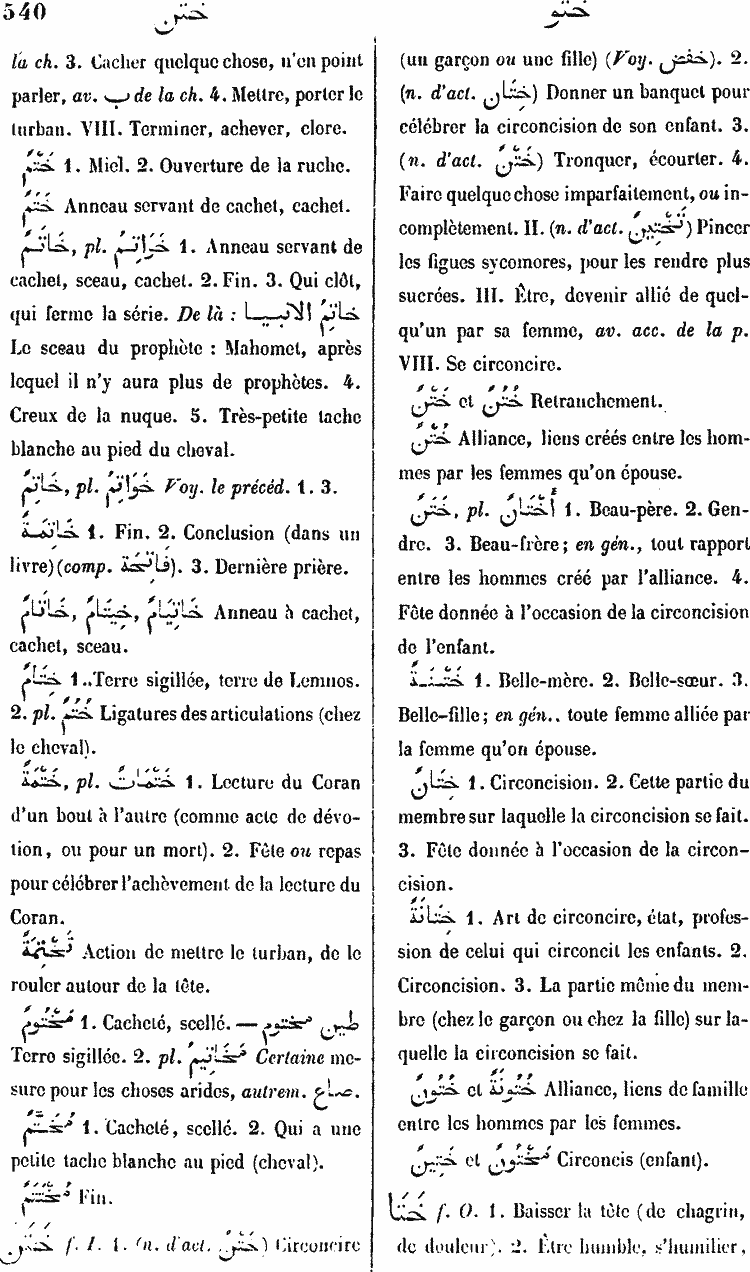 540
ختن
ختو
la ch. 3. Cacher quelque chose, n'en point
parler, av. ب de la ch. 4. Mettre, porter le
turban. VIII. Terminer, achever, clore.
خَتْمٌ 1. Miel. 2. Ouverture de la ruche.
خَتَمٌ Anneau servant de cachet, cachet.
خَاتِمٌ, pl. خَوَاتِمُ 1. Anneau servant de
cachet, sceau, cachet. 2. Fin. 3. Qui clôt,
qui ferme la série. De là : خَاتِمُ الانبيا
Le sceau du prophète : Mahomet, après
lequel il n'y aura plus de prophètes. 4.
Creux de la nuque. 5. Très-petite tache
blanche au pied du cheval.
خَاتَمٌ, pl. خَوَاتِمُ Voy. le précéd. 1. 3.
خَاتِمَةٌ 1. Fin. 2. Conclusion (dans un
livre) (comp. فَاتِحَة). 3. Dernière prière.
خَاتَامٌ, خِيتَامٌ, خَاتِيَامٌ Anneau à cachet,
cachet, sceau.
خِتَامٌ 1. Terre sigillée, terre de Lemnos.
2. pl. خُتُمٌ Ligatures des articulations (chez
le cheval).
خَتْمَةٌ, pl. خَتَمَاتٌ 1. Lecture du Coran
d'un bout à l'autre (comme acte de dévo-
tion, ou pour un mort). 2. Fête ou repas
pour célébrer l'achèvement de la lecture du
Coran.
تَخْتِمَةٌ Action de mettre le turban, de le
rouler autour de la tête.
مَخْتُومٌ 1. Cacheté, scellé. — طين مختوم
Terre sigillée. 2. pl. مَخَاتِيمُ Certaine me-
sure pour les choses arides, autrem. صاع.
مُخَتَّمٌ 1. Cacheté, scellé. 2. Qui a une
petite tache blanche au pied (cheval).
مُخْتَتَمٌ Fin.
خَتَنَ f. I. 1. (n. d'act. خَتْنٌ) Circoncire
(un garçon ou une fille) (Voy. خفض). 2.
(n. d'act. خِتَان) Donner un banquet pour
célébrer la circoncision de son enfant. 3.
(n. d'act. خَتْنٌ) Tronquer, écourter. 4.
Faire quelque chose imparfaitement, ou in-
complètement. II. (n. d'act. تَخْتِينٌ) Pincer
les figues sycomores, pour les rendre plus
sucrées. III. Être, devenir allié de quel-
qu'un par sa femme, av. acc. de la p.
VIII. Se circoncire.
خَتْنٌ et خُتُنٌ Retranchement.
خَتْنٌ Alliance, liens créés entre les hom-
mes par les femmes qu'on épouse.
خَتَنٌ, pl. أَخْتَانٌ 1. Beau-père. 2. Gen-
dre. 3. Beau-frère ; en gén., tout rapport
entre les hommes créé par l'alliance. 4.
Fête donnée à l'occasion de la circoncision
de l'enfant.
خَتَنَةٌ 1. Belle-mère. 2. Belle-sœur. 3.
Belle-fille ; en gén., toute femme alliée par
la femme qu'on épouse.
خِتَانٌ 1. Circoncision. 2. Cette partie du
membre sur laquelle la circoncision se fait.
3. Fête donnée à l'occasion de la circon-
cision.
خِتَانَةٌ 1. Art de circoncire, état, profes-
sion de celui qui circoncit les enfants. 2.
Circoncision. 3. La partie même du mem-
bre (chez le garçon ou chez la fille) sur la-
quelle la circoncision se fait.
خُتُونٌ et خُتُونَةٌ Alliance, liens de famille
entre les hommes par les femmes.
خَتِينٌ et مَخْتُونٌ Circoncis (enfant).
خَتَا f. O. 1. Baisser la tête (de chagrin,
de douleur). 2. Être humble, s'humilier,